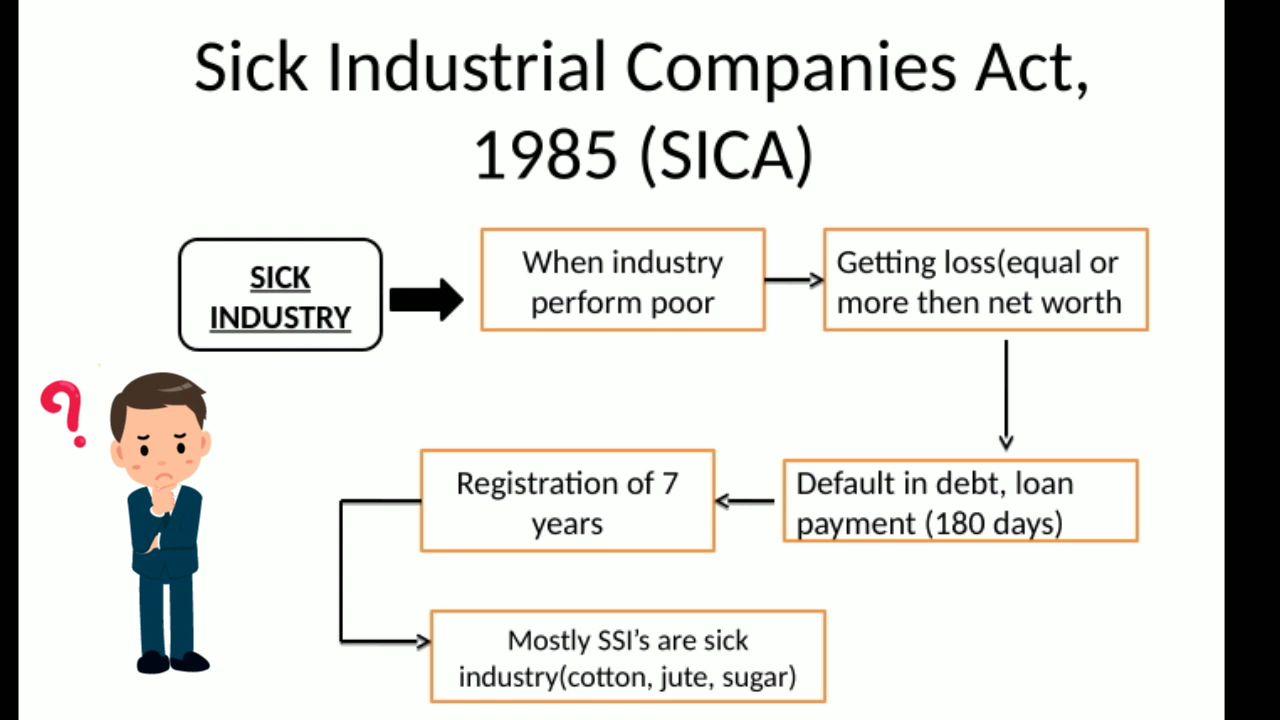 Sick Industrial Companies Act,
1985 (SICA)
SICK
INDUSTRY
When industry
perform poor
Getting loss(equal or
more then net worth
Default in debt, loan
payment (180 days)
Registration of 7
years
Mostly SSI’s are sick
industry(cotton, jute, sugar)
?